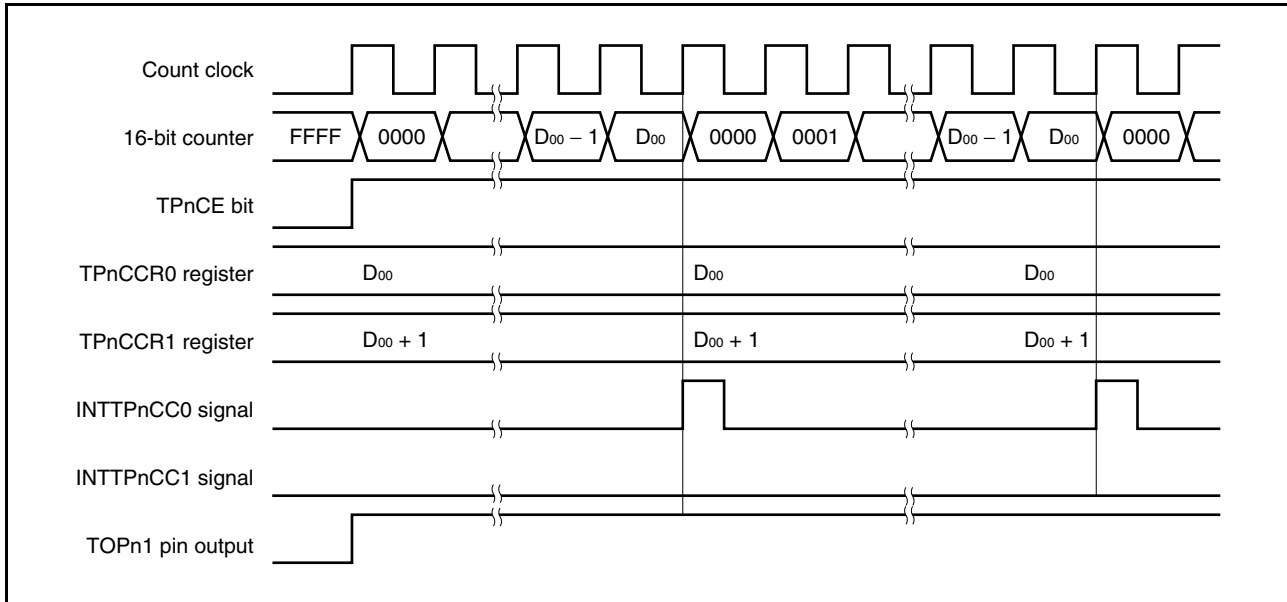 Count clock
16-bit counter FFFF 0000 D00 − 1 D00 0000 0001 D00 − 1 D00 0000
TPnCE bit
TPnCCR0 register D00 D00 D00
TPnCCR1 register D00 + 1 D00 + 1 D00 + 1
INTTPnCC0 signal
INTTPnCC1 signal
TOPn1 pin output